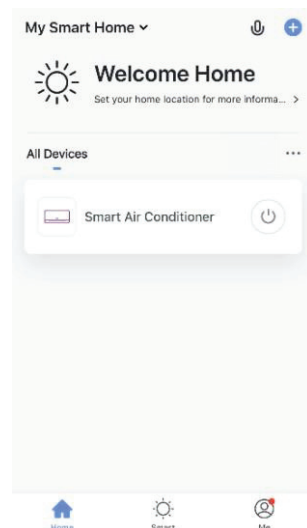 My Smart Home
Welcome Home
Set your home location for more informa...
All Devices
Smart Air Conditioner
Home
Smart
Me